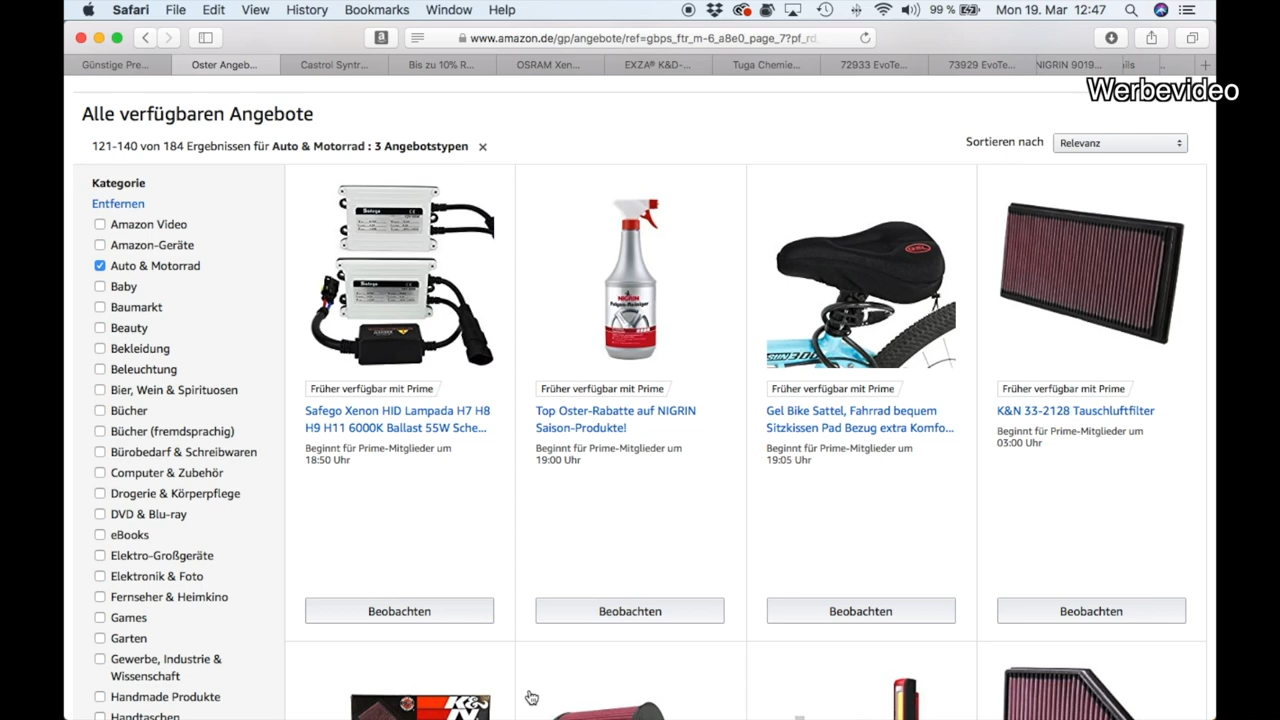 Safari File Edit View History Bookmarks Window Help 99 % Mon 19. Mar 12:47
www.amazon.de/gp/angebote/ref=gbps_ftr_m-6_a8e0_page_7?pf_rd.
Günstige Pre... Oster Angeb... Castrol Syntr... Bis zu 10% R... OSRAM Xen... EXZA® K&D-... Tuga Chemie... 72933 EvoTe... 73929 EvoTe... NIGRIN 9019...
Werbevideo
Alle verfügbaren Angebote
121-140 von 184 Ergebnissen für Auto & Motorrad : 3 Angebotstypen
Sortieren nach Relevanz
Kategorie
Entfernen
Amazon Video
Amazon-Geräte
Auto & Motorrad
Baby
Baumarkt
Beauty
Bekleidung
Beleuchtung
Bier, Wein & Spirituosen
Bücher
Bücher (fremdsprachig)
Bürobedarf & Schreibwaren
Computer & Zubehör
Drogerie & Körperpflege
DVD & Blu-ray
eBooks
Elektro-Großgeräte
Elektronik & Foto
Fernseher & Heimkino
Games
Garten
Gewerbe, Industrie &
Wissenschaft
Handmade Produkte
Handtaschen
Safego
Safego
Früher verfügbar mit Prime
Safego Xenon HID Lampada H7 H8
H9 H11 6000K Ballast 55W Sche...
Beginnt für Prime-Mitglieder um
18:50 Uhr
Beobachten
NIGRIN
Felgen-Reiniger
Früher verfügbar mit Prime
Top Oster-Rabatte auf NIGRIN
Saison-Produkte!
Beginnt für Prime-Mitglieder um
19:00 Uhr
Beobachten
Früher verfügbar mit Prime
Gel Bike Sattel, Fahrrad bequem
Sitzkissen Pad Bezug extra Komfo...
Beginnt für Prime-Mitglieder um
19:05 Uhr
Beobachten
Früher verfügbar mit Prime
K&N 33-2128 Tauschluftfilter
Beginnt für Prime-Mitglieder um
03:00 Uhr
Beobachten
K&N